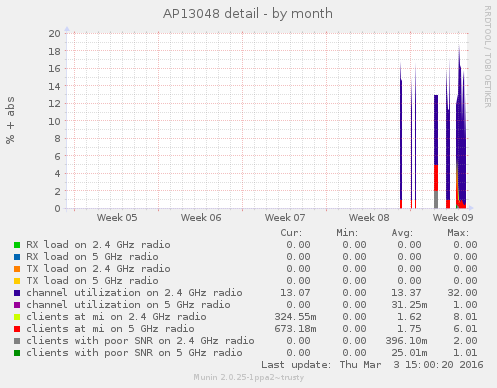 AP13048 detail - by month
RRDTOOL / TOBI OETIKER
% + abs
20
18
16
14
12
10
8
6
4
2
0
Week 05 Week 06 Week 07 Week 08 Week 09
Cur: Min: Avg: Max:
RX load on 2.4 GHz radio 0.00 0.00 0.00 0.00
RX load on 5 GHz radio 0.00 0.00 0.00 0.00
TX load on 2.4 GHz radio 0.00 0.00 0.00 0.00
TX load on 5 GHz radio 0.00 0.00 0.00 0.00
channel utilization on 2.4 GHz radio 13.07 0.00 13.37 32.00
channel utilization on 5 GHz radio 0.00 0.00 31.25m 1.00
clients at mi on 2.4 GHz radio 324.55m 0.00 1.62 8.01
clients at mi on 5 GHz radio 673.18m 0.00 1.75 6.01
clients with poor SNR on 2.4 GHz radio 0.00 0.00 396.10m 2.00
clients with poor SNR on 5 GHz radio 0.00 0.00 25.01m 1.01
Last update: Thu Mar 3 15:00:20 2016
Munin 2.0.25-1ppa2~trusty